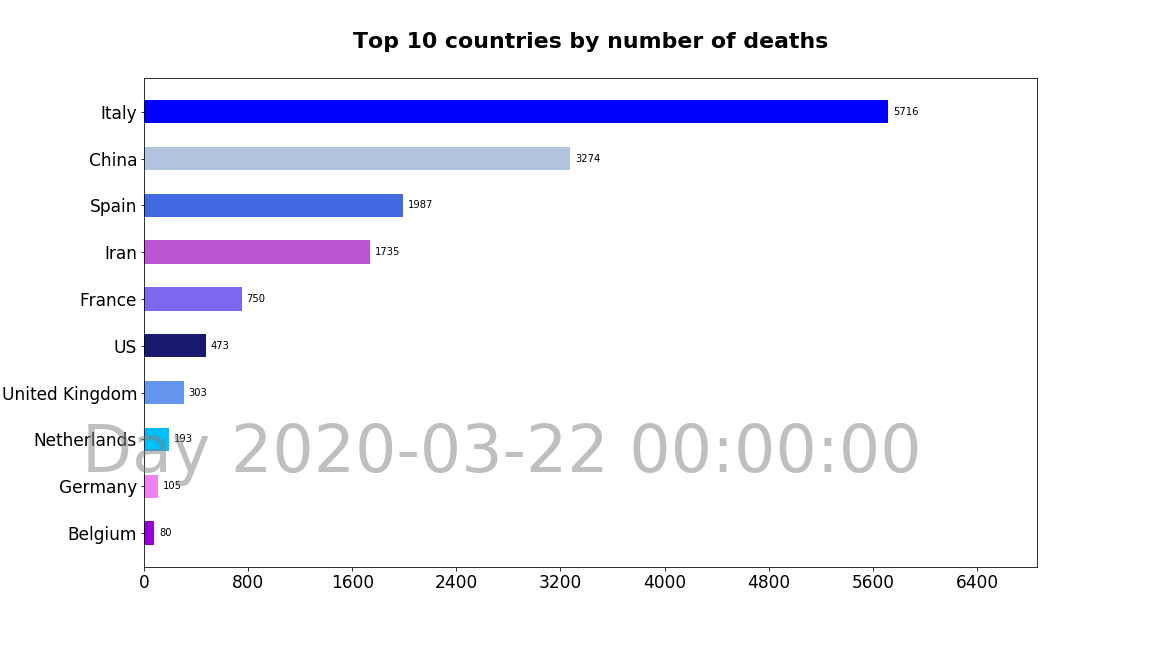 Top 10 countries by number of deaths
Italy 5716
China 3274
Spain 1987
Iran 1735
France 750
US 473
United Kingdom 303
Netherlands 193
Day 2020-03-22 00:00:00
Germany 105
Belgium 80
0 800 1600 2400 3200 4000 4800 5600 6400